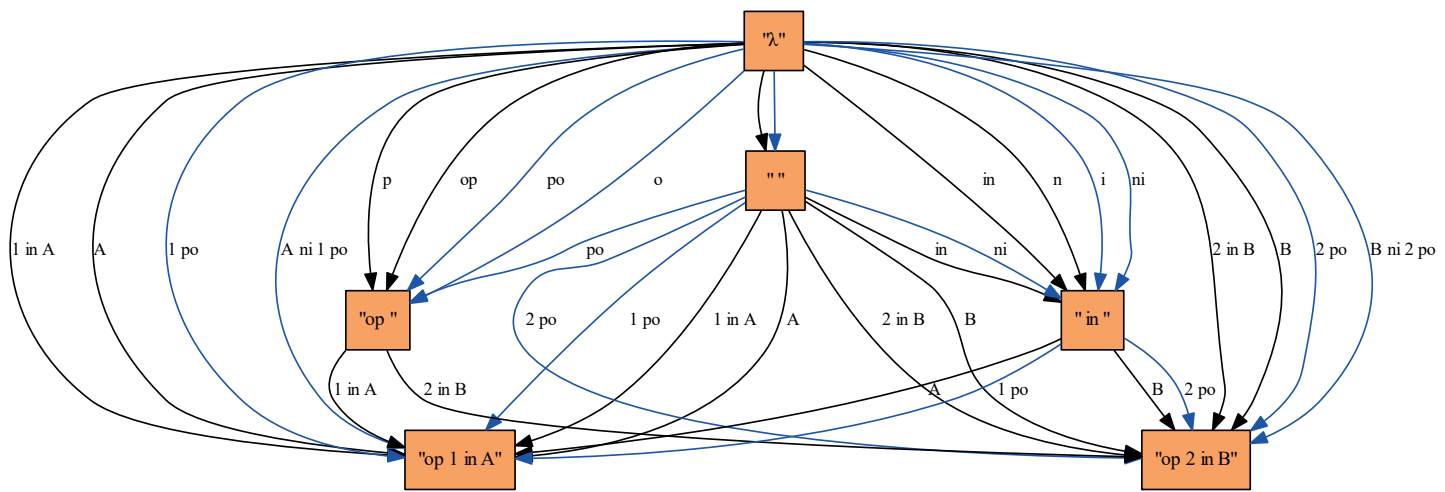 "λ"
p
op
po
o
" "
in
n
i
ni
1 in A
A
1 po
A ni 1 po
po
in
ni
2 in B
B
2 po
B ni 2 po
"op "
2 po
1 po
1 in A
A
2 in B
B
" in "
1 in A
2 in B
A
1 po
B
2 po
"op 1 in A"
"op 2 in B"